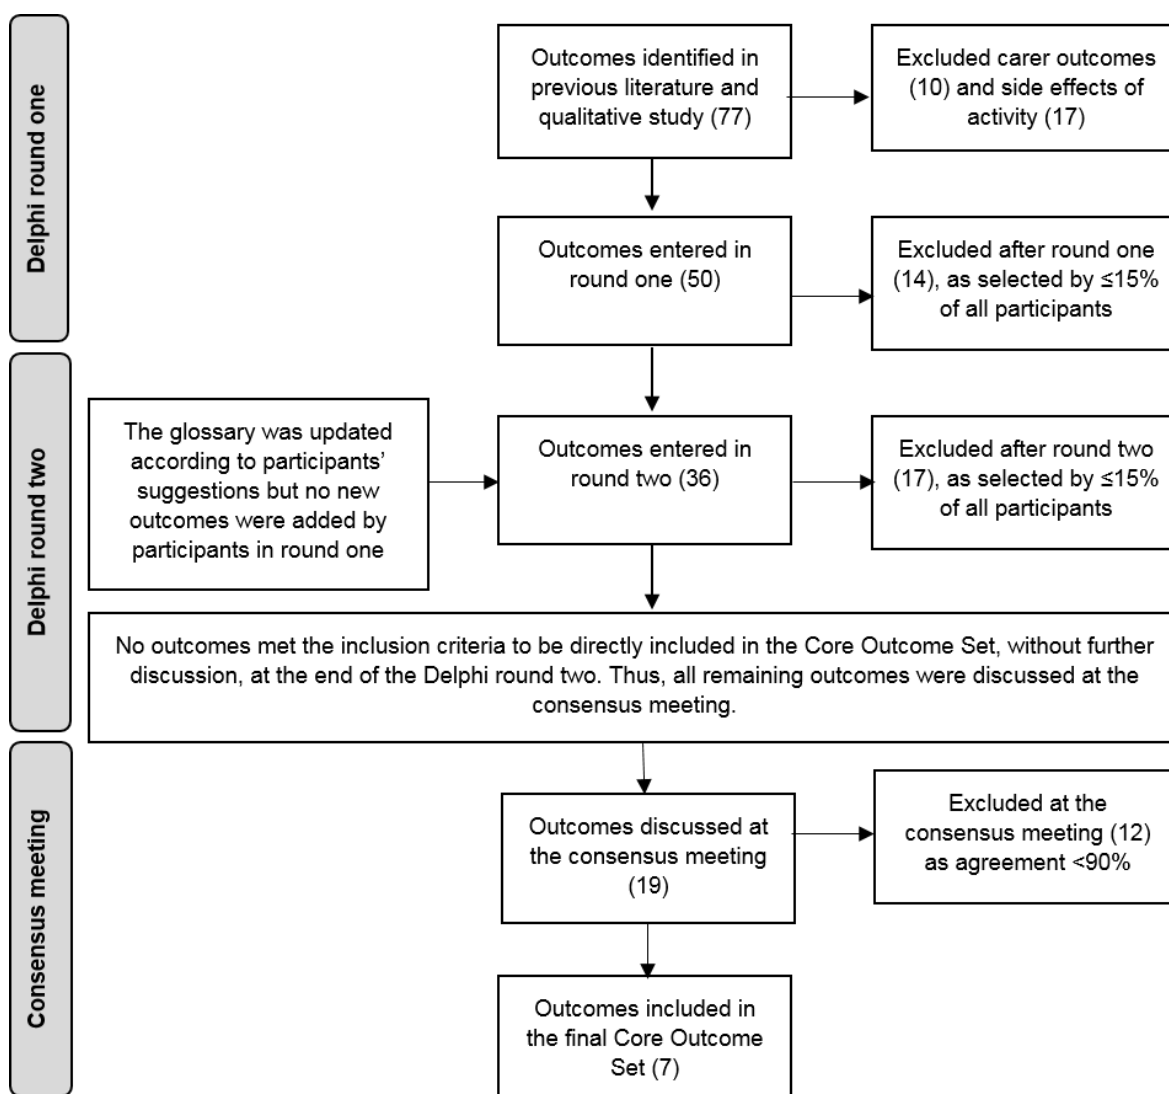 Delphi round one
Outcomes identified in
previous literature and
qualitative study (77)
Excluded carer outcomes
(10) and side effects of
activity (17)
Outcomes entered in
round one (50)
Excluded after round one
(14), as selected by ≤15%
of all participants
Delphi round two
The glossary was updated
according to participants’
suggestions but no new
outcomes were added by
participants in round one
Outcomes entered in
round two (36)
Excluded after round two
(17), as selected by ≤15%
of all participants
No outcomes met the inclusion criteria to be directly included in the Core Outcome Set, without further
discussion, at the end of the Delphi round two. Thus, all remaining outcomes were discussed at the
consensus meeting.
Consensus meeting
Outcomes discussed at
the consensus meeting
(19)
Excluded at the
consensus meeting (12)
as agreement <90%
Outcomes included in
the final Core Outcome
Set (7)